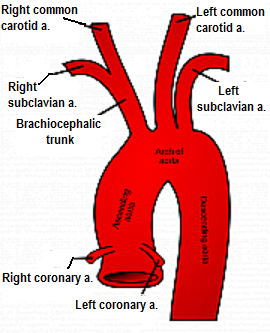 Right common
carotid a.
Left common
carotid a.
Right
subclavian a.
Left
subclavian a.
Brachiocephalic
trunk
Arch of
aorta
Ascending
aorta
Descending aorta
Right coronary a.
Left coronary a.